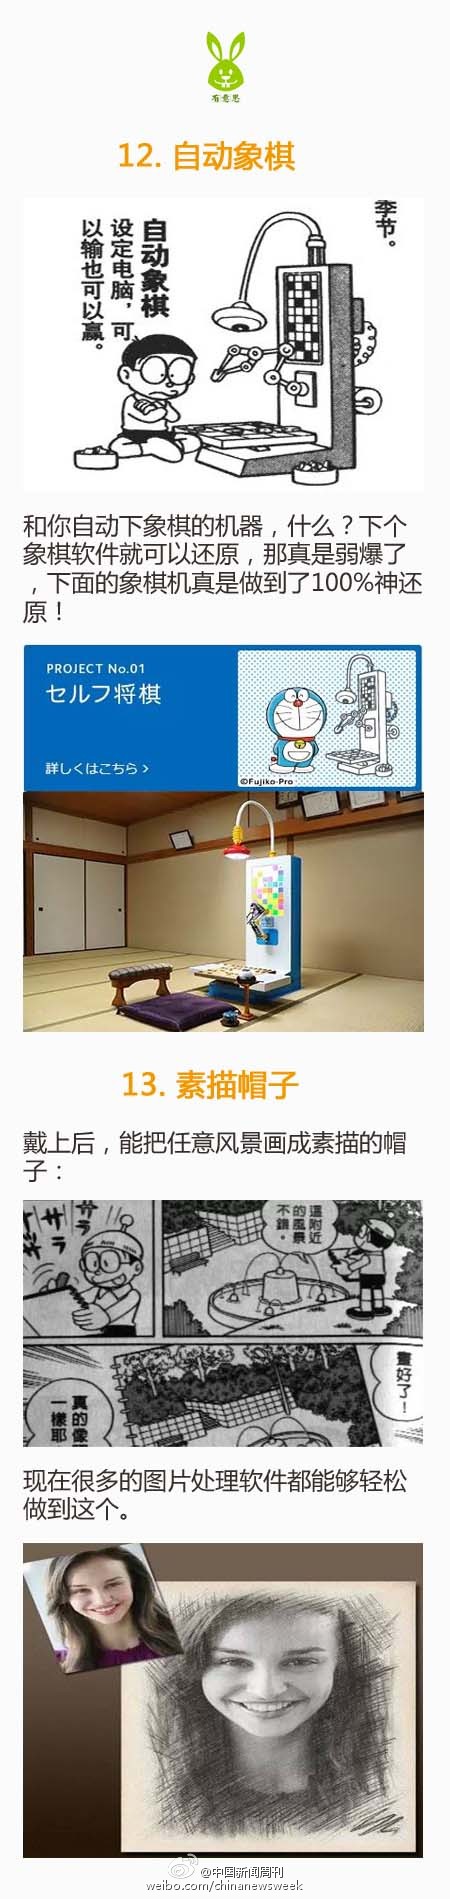 有意思
12. 自动象棋
季节。
自动象棋
设定电脑，可
以输也可以赢。
和你自动下象棋的机器，什么？下个
象棋软件就可以还原，那真是弱爆了
，下面的象棋机真是做到了100%神还
原！
PROJECT No.01
セルフ将棋
詳しくはこちら >
©Fujiko-Pro
13. 素描帽子
戴上后，能把任意风景画成素描的帽
子：
サラ
サラ
這附近
的風景
不錯。
畫好了！
真的像
一樣耶
现在很多的图片处理软件都能够轻松
做到这个。
@中国新闻周刊
weibo.com/chinanewsweek